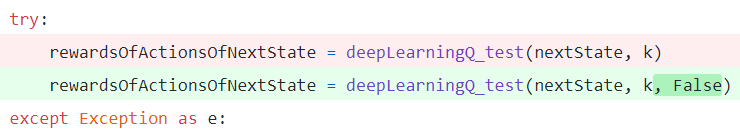 try:
    rewardsOfActionsOfNextState = deepLearningQ_test(nextState, k)
    rewardsOfActionsOfNextState = deepLearningQ_test(nextState, k, False)
except Exception as e: